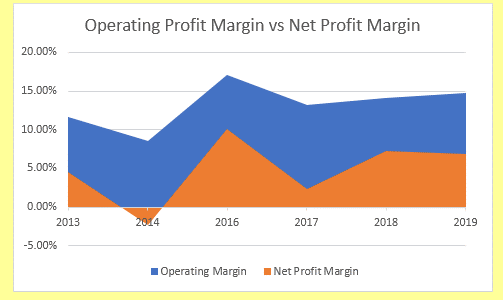 Operating Profit Margin vs Net Profit Margin
20.00%
15.00%
10.00%
5.00%
0.00%
2013 2014 2016 2017 2018 2019
-5.00%
Operating Margin Net Profit Margin